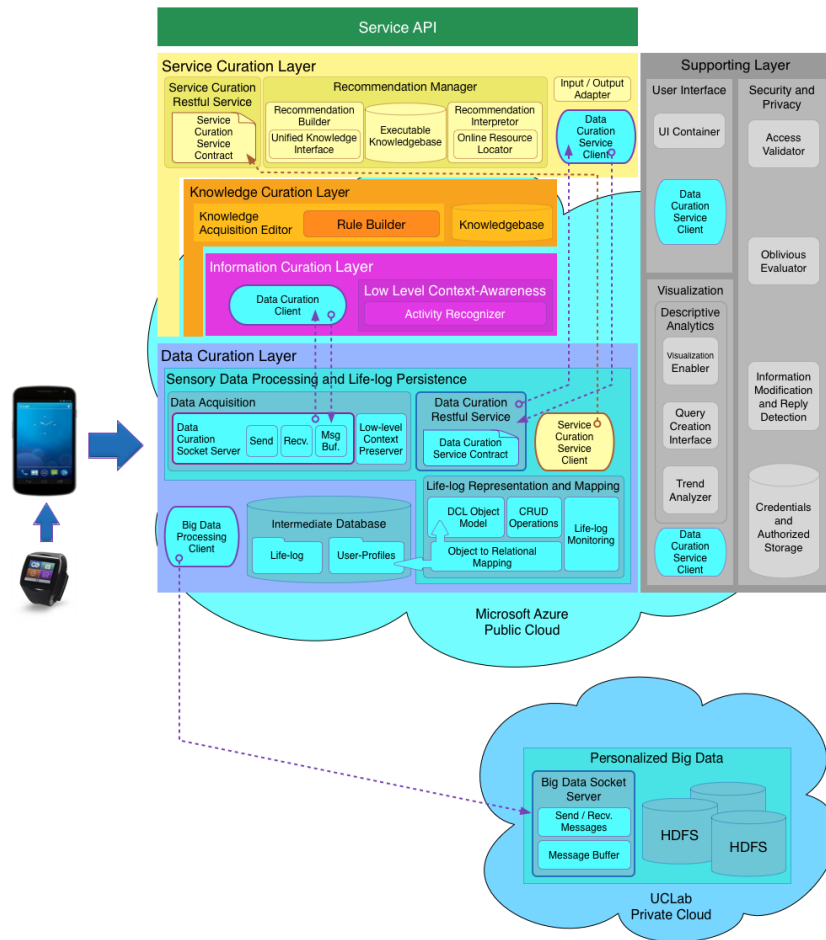 Service API
Service Curation Layer
Service Curation
Restful Service
Service
Curation
Service
Contract
Recommendation Manager
Recommendation
Builder
Unified Knowledge
Interface
Executable
Knowledgebase
Recommendation
Interpretor
Online Resource
Locator
Input / Output
Adapter
Data
Curation
Service
Client
Knowledge Curation Layer
Knowledge
Acquisition Editor
Rule Builder
Knowledgebase
Information Curation Layer
Data Curation
Client
Low Level Context-Awareness
Activity Recognizer
Data Curation Layer
Sensory Data Processing and Life-log Persistence
Data Acquisition
Data
Curation
Socket Server
Send
Recv.
Msg
Buf.
Low-level
Context
Preserver
Data Curation
Restful Service
Data Curation
Service Contract
Service
Curation
Service
Client
Life-log Representation and Mapping
DCL Object
Model
CRUD
Operations
Life-log
Monitoring
Object to Relational
Mapping
Big Data
Processing
Client
Intermediate Database
Life-log
User-Profiles
Supporting Layer
User Interface
UI Container
Data
Curation
Service
Client
Visualization
Descriptive
Analytics
Visualization
Enabler
Query
Creation
Interface
Trend
Analyzer
Data
Curation
Service
Client
Security and
Privacy
Access
Validator
Oblivious
Evaluator
Information
Modification
and Reply
Detection
Credentials
and
Authorized
Storage
Microsoft Azure
Public Cloud
Personalized Big Data
Big Data Socket
Server
Send / Recv.
Messages
Message Buffer
HDFS
HDFS
UCLab
Private Cloud